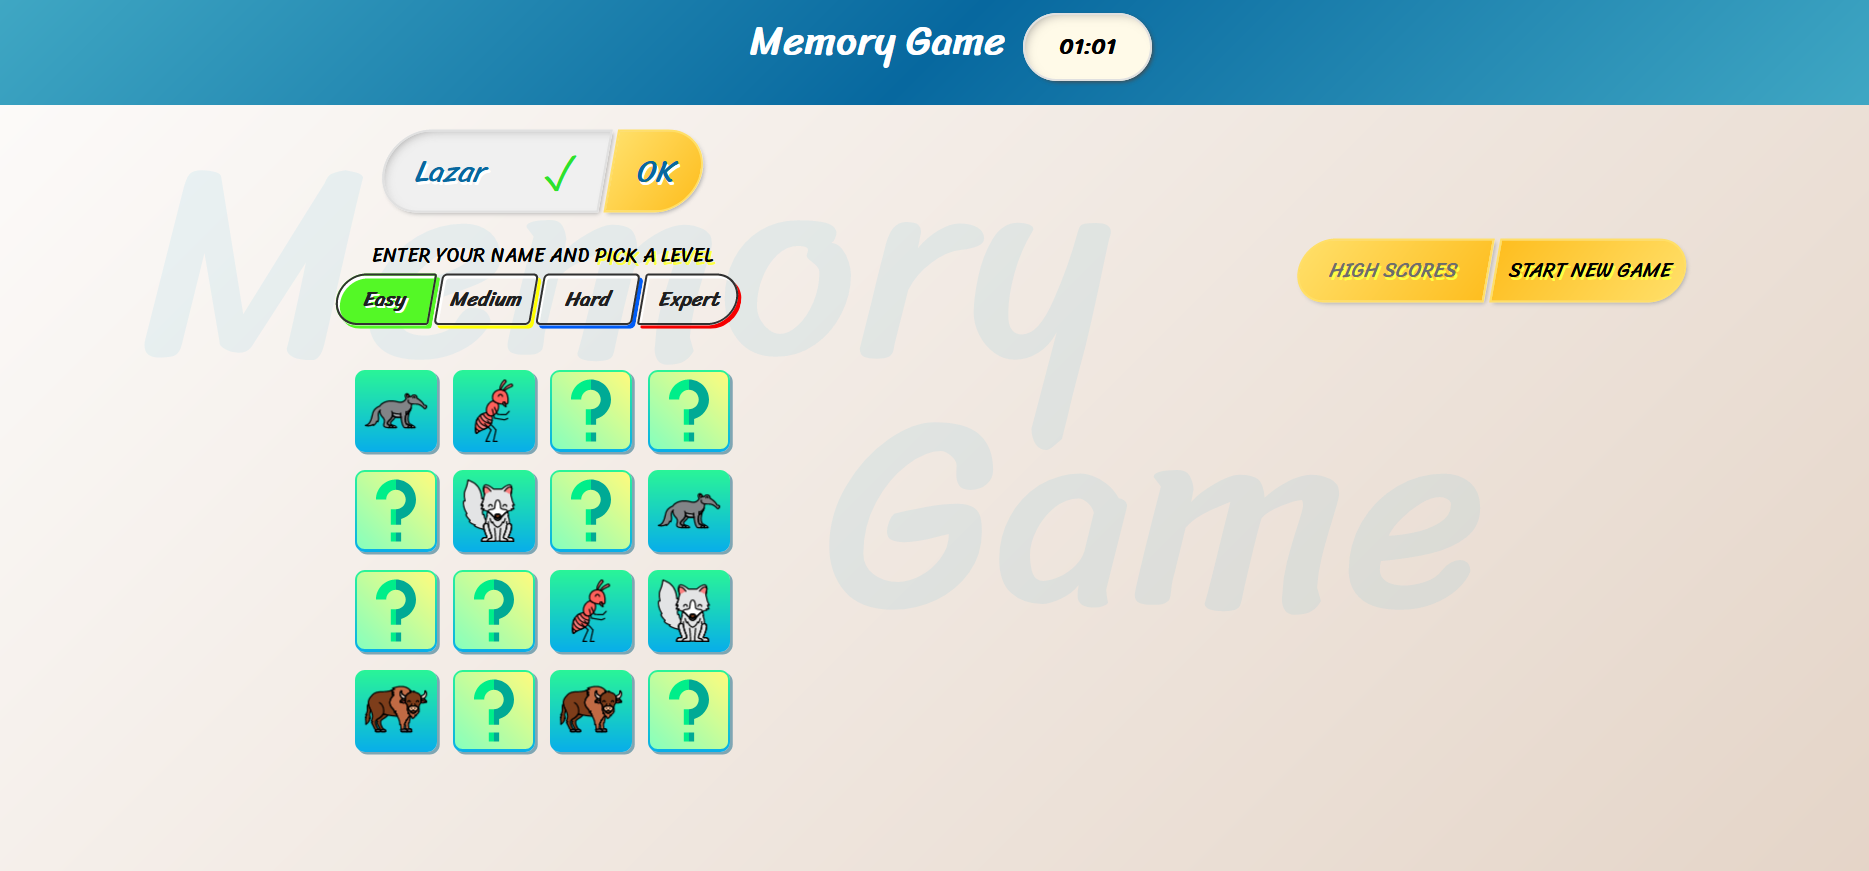 Memory Game 01:01
Lazar ✓ OK
ENTER YOUR NAME AND PICK A LEVEL
Easy Medium Hard Expert
HIGH SCORES START NEW GAME
Memory
Game
? ?
? ?
? ?
? ?